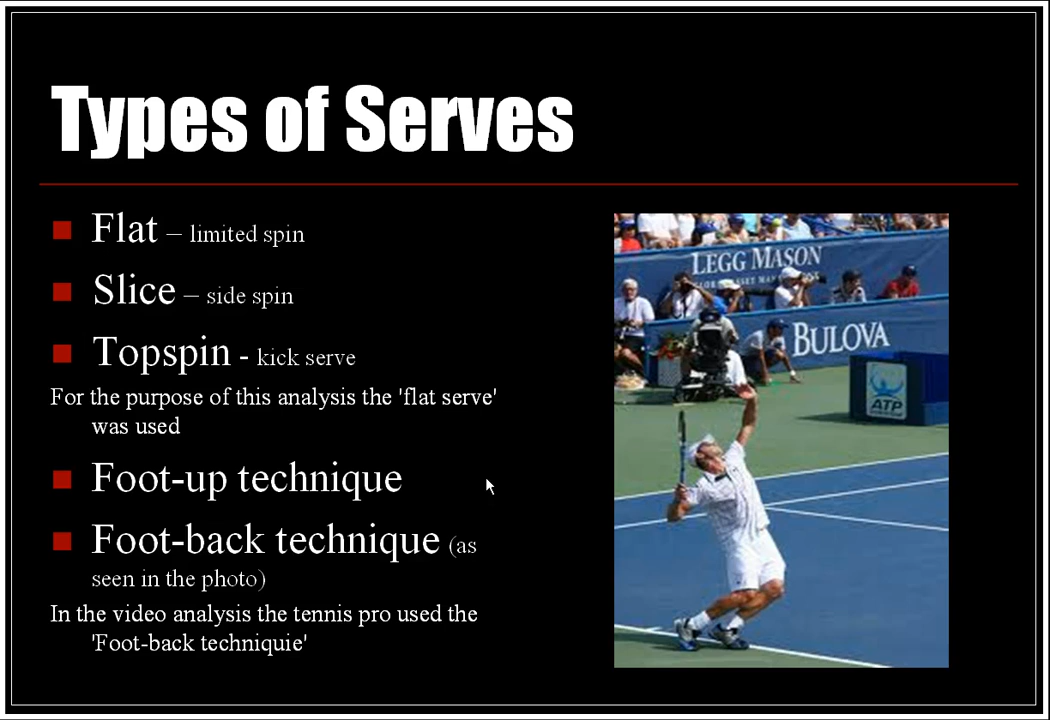 Types of Serves
Flat – limited spin
Slice – side spin
Topspin - kick serve
For the purpose of this analysis the 'flat serve'
was used
Foot-up technique
Foot-back technique (as
seen in the photo)
In the video analysis the tennis pro used the
'Foot-back techniquie'
LEGG MASON
BULOVA
ATP